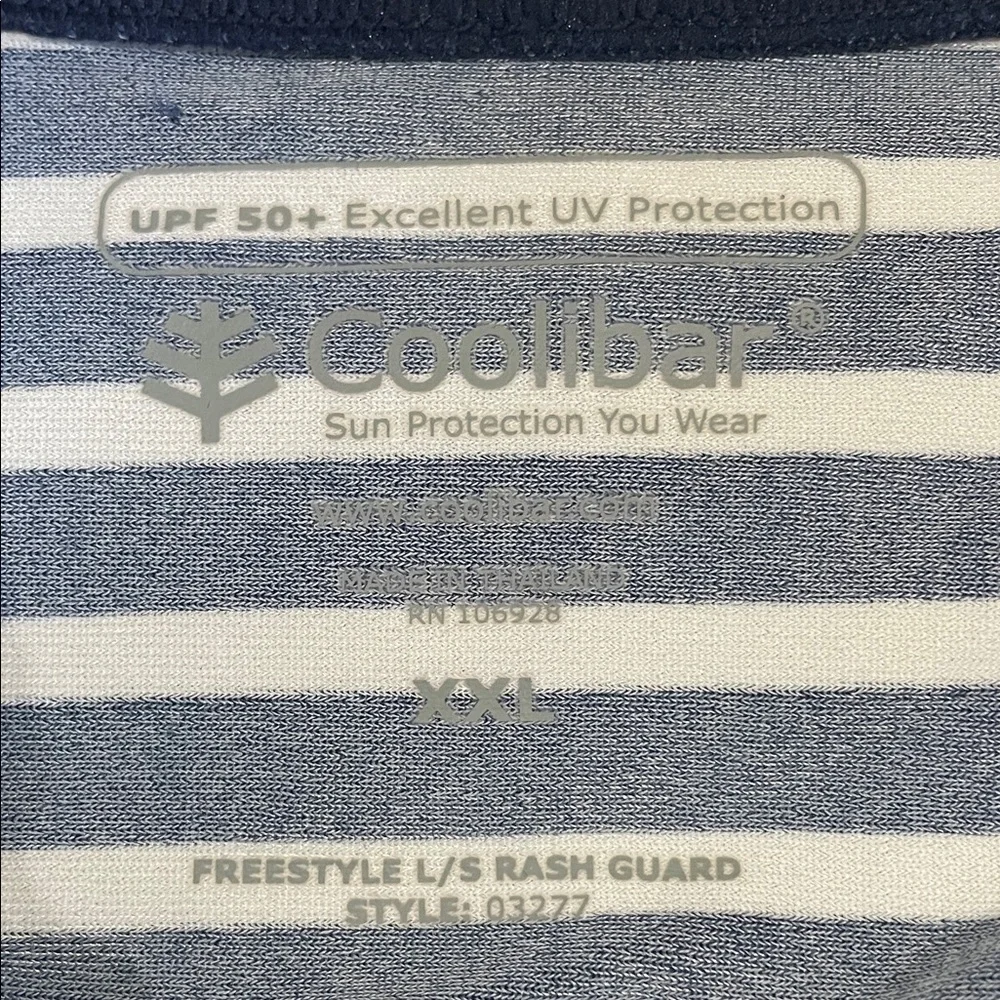 UPF 50+ Excellent UV Protection
Coolibar®
Sun Protection You Wear
www.coolibar.com
MADE IN THAILAND
RN 106928
XXL
FREESTYLE L/S RASH GUARD
STYLE: 03277